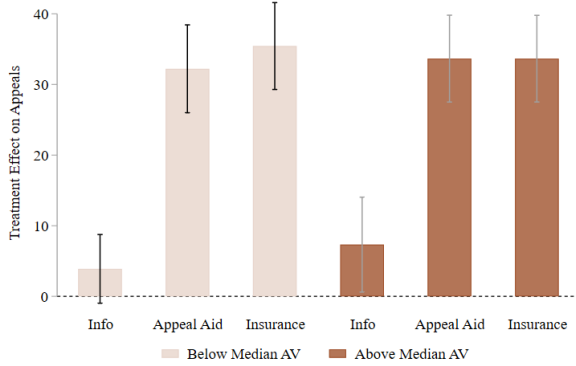 Treatment Effect on Appeals
40
30
20
10
0
Info Appeal Aid Insurance Info Appeal Aid Insurance
Below Median AV Above Median AV